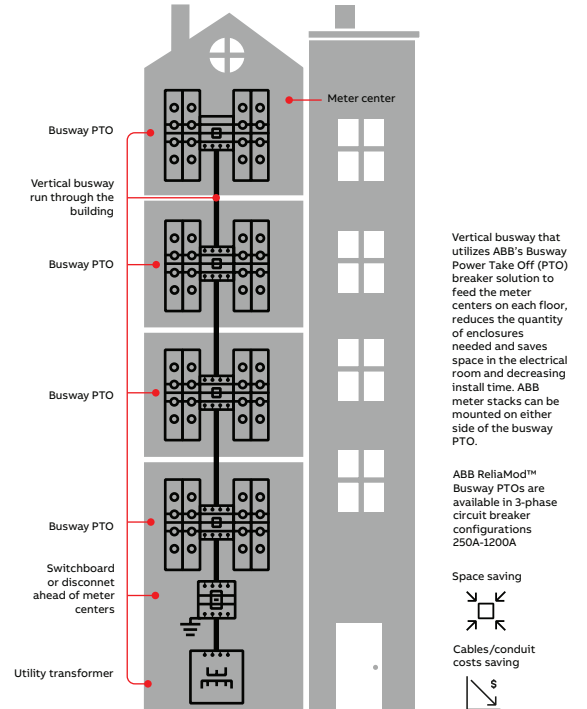 Meter center
Busway PTO
Vertical busway
run through the
building
Busway PTO
Busway PTO
Busway PTO
Switchboard
or disconnet
ahead of meter
centers
Utility transformer
Vertical busway that
utilizes ABB's Busway
Power Take Off (PTO)
breaker solution to
feed the meter
centers on each floor,
reduces the quantity
of enclosures
needed and saves
space in the electrical
room and decreasing
install time. ABB
meter stacks can be
mounted on either
side of the busway
PTO.
ABB ReliaMod™
Busway PTOs are
available in 3-phase
circuit breaker
configurations
250A-1200A
Space saving
Cables/conduit
costs saving
$